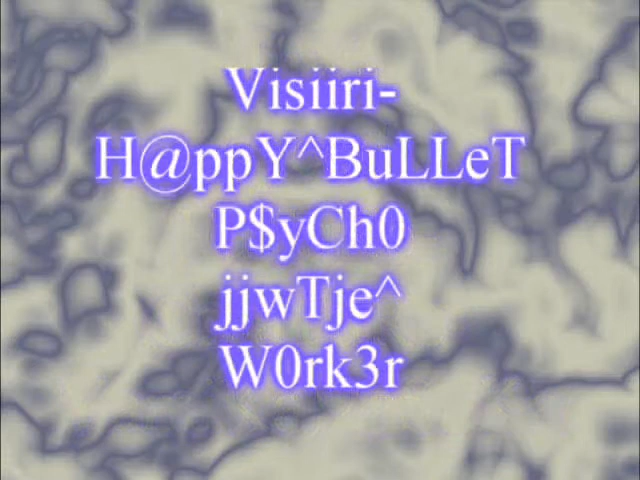 Visiiri-
H@ppY^BuLLeT
P$yCh0
jjwTje^
W0rk3r